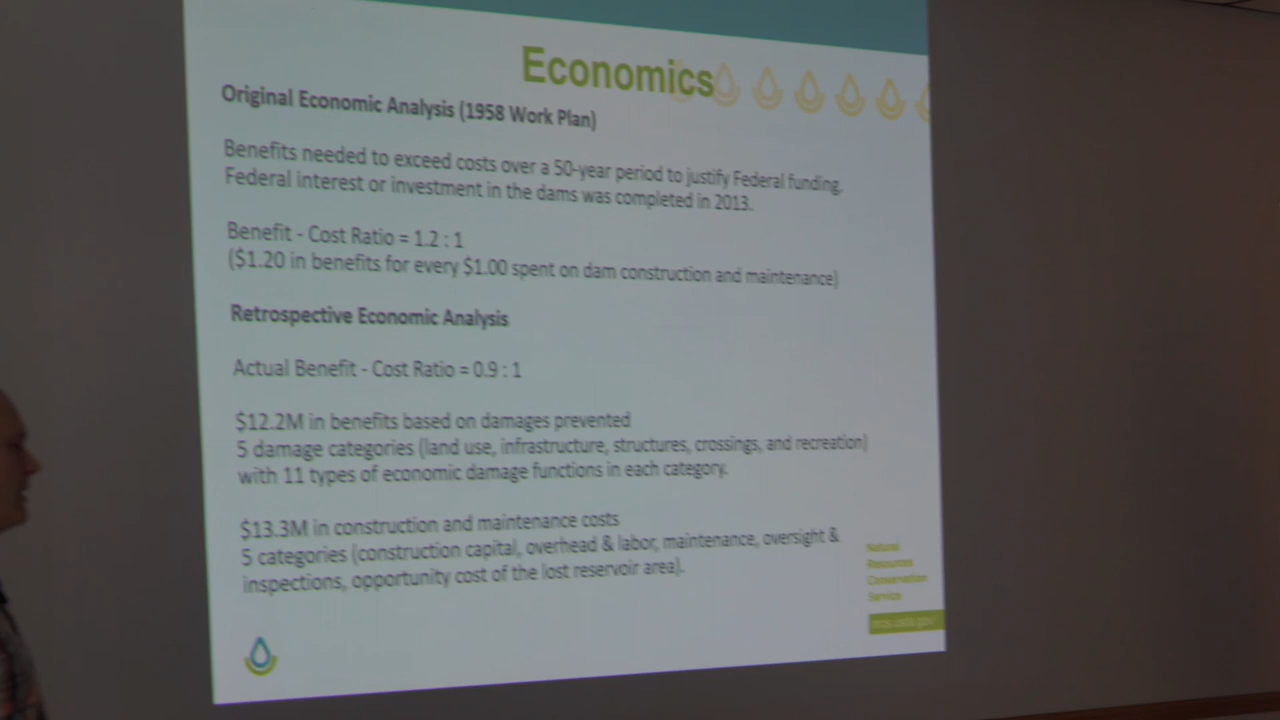 Economics
Original Economic Analysis (1958 Work Plan)
Benefits needed to exceed costs over a 50-year period to justify Federal funding.
Federal interest or investment in the dams was completed in 2013.
Benefit - Cost Ratio = 1.2 : 1
($1.20 in benefits for every $1.00 spent on dam construction and maintenance)
Retrospective Economic Analysis
Actual Benefit - Cost Ratio = 0.9 : 1
$12.2M in benefits based on damages prevented
5 damage categories (land use, infrastructure, structures, crossings, and recreation)
with 11 types of economic damage functions in each category.
$13.3M in construction and maintenance costs
5 categories (construction capital, overhead & labor, maintenance, oversight &
inspections, opportunity cost of the lost reservoir area).
Natural
Resources
Conservation
Service
nrcs.usda.gov